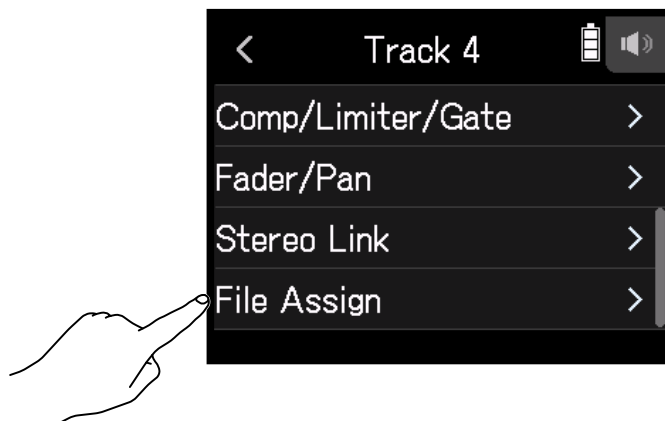 Track 4
Comp/Limiter/Gate
Fader/Pan
Stereo Link
File Assign